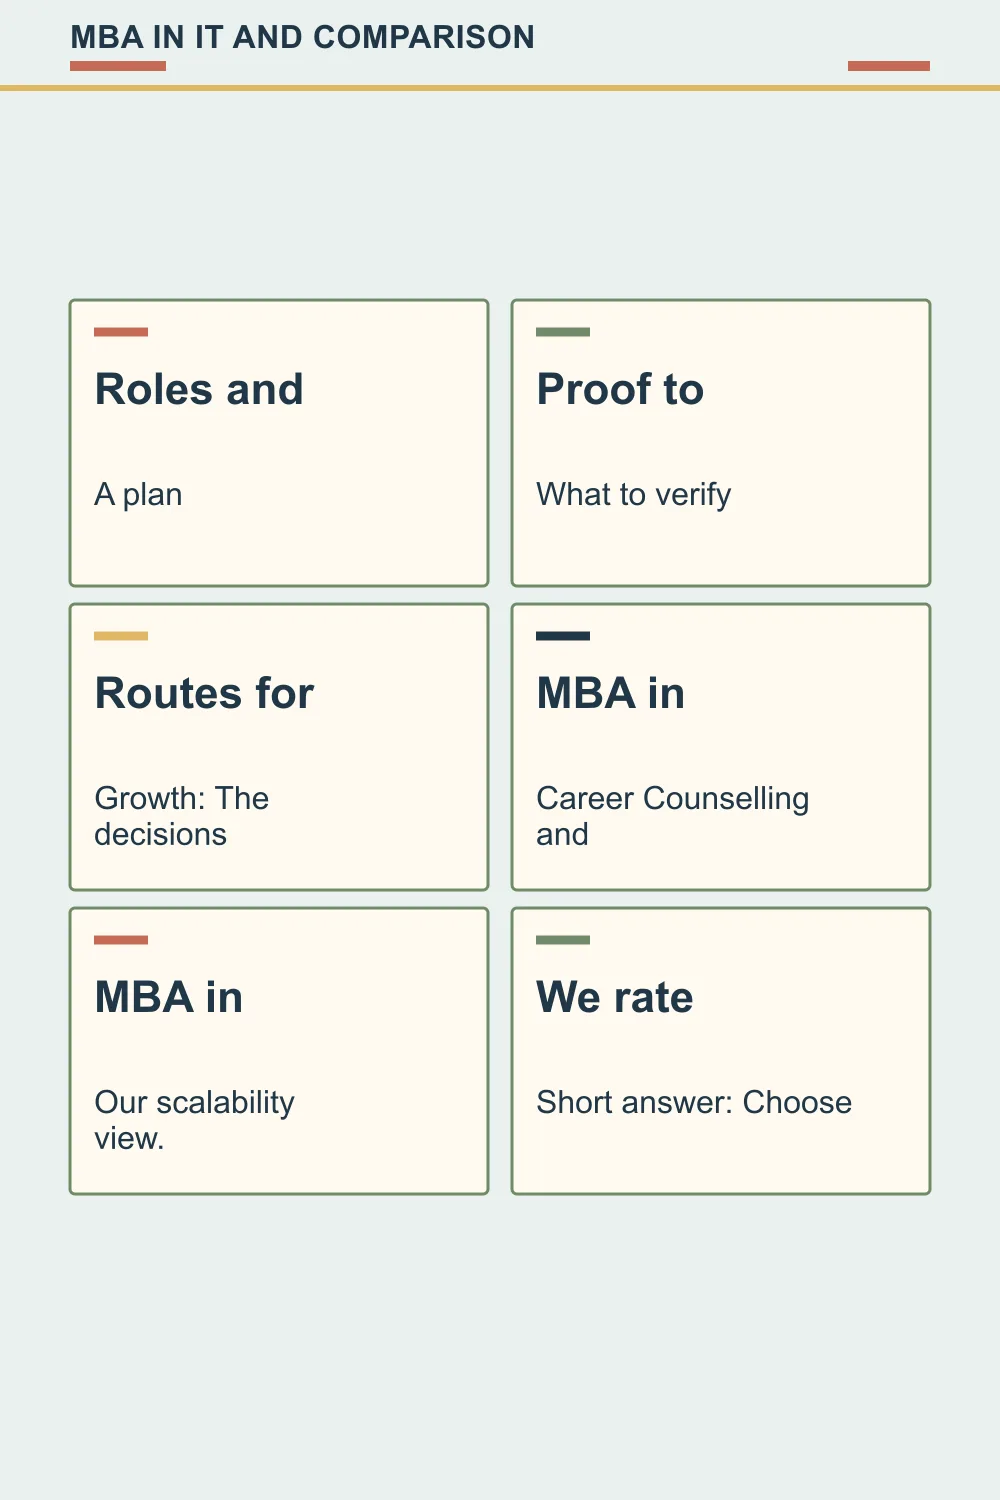 MBA IN IT AND COMPARISON
Roles and
A plan
Proof to
What to verify
Routes for
Growth: The
decisions
MBA in
Career Counselling
and
MBA in
Our scalability
view.
We rate
Short answer: Choose